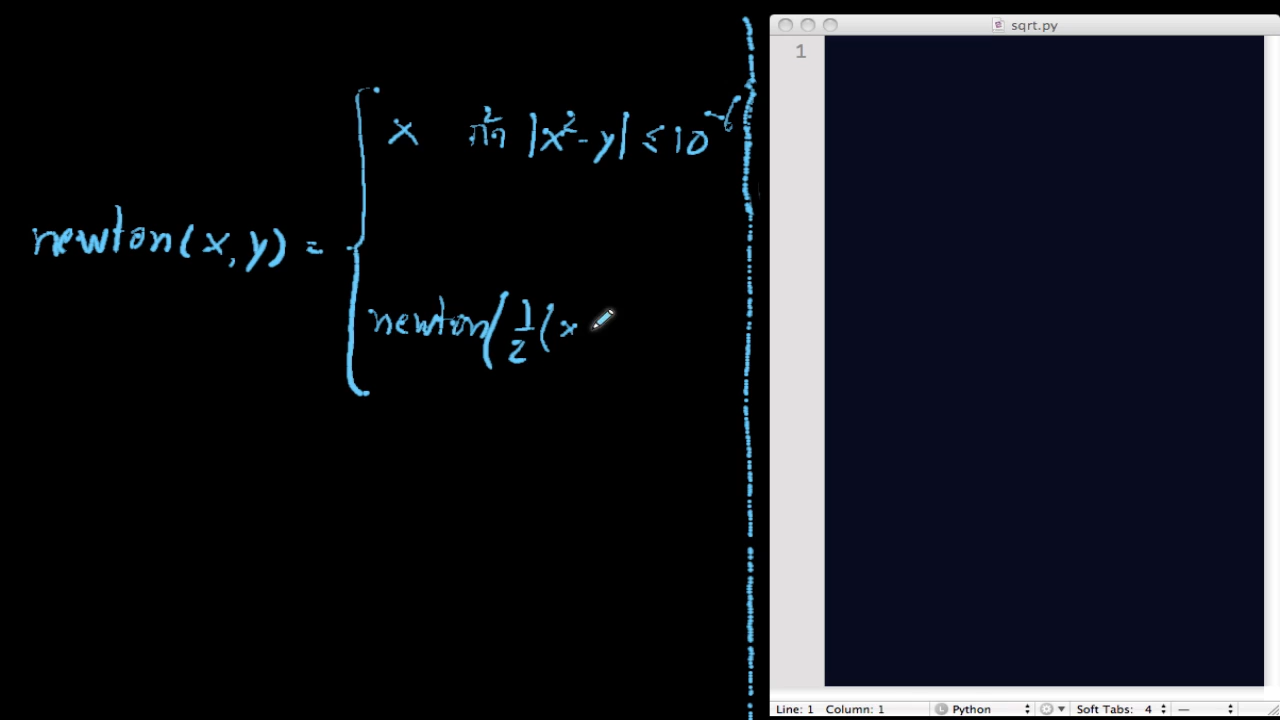 sqrt.py
1
x ถ้า |x² - y| ≤ 10⁻⁶
newton(x, y) =
newton(½(x
Line: 1 Column: 1 Python Soft Tabs: 4 —